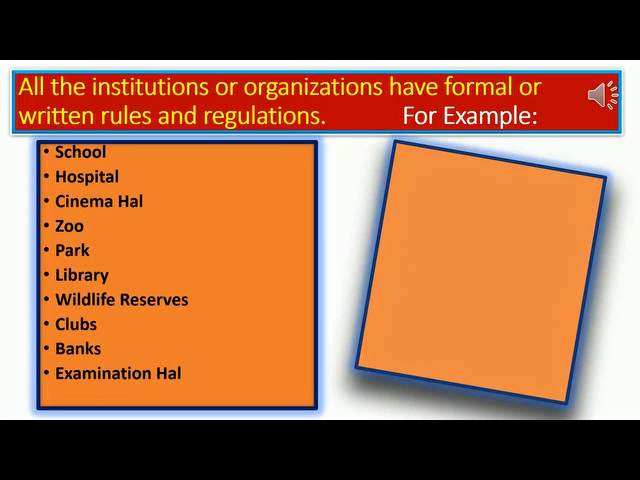 All the institutions or organizations have formal or
written rules and regulations. For Example:
• School
• Hospital
• Cinema Hal
• Zoo
• Park
• Library
• Wildlife Reserves
• Clubs
• Banks
• Examination Hal